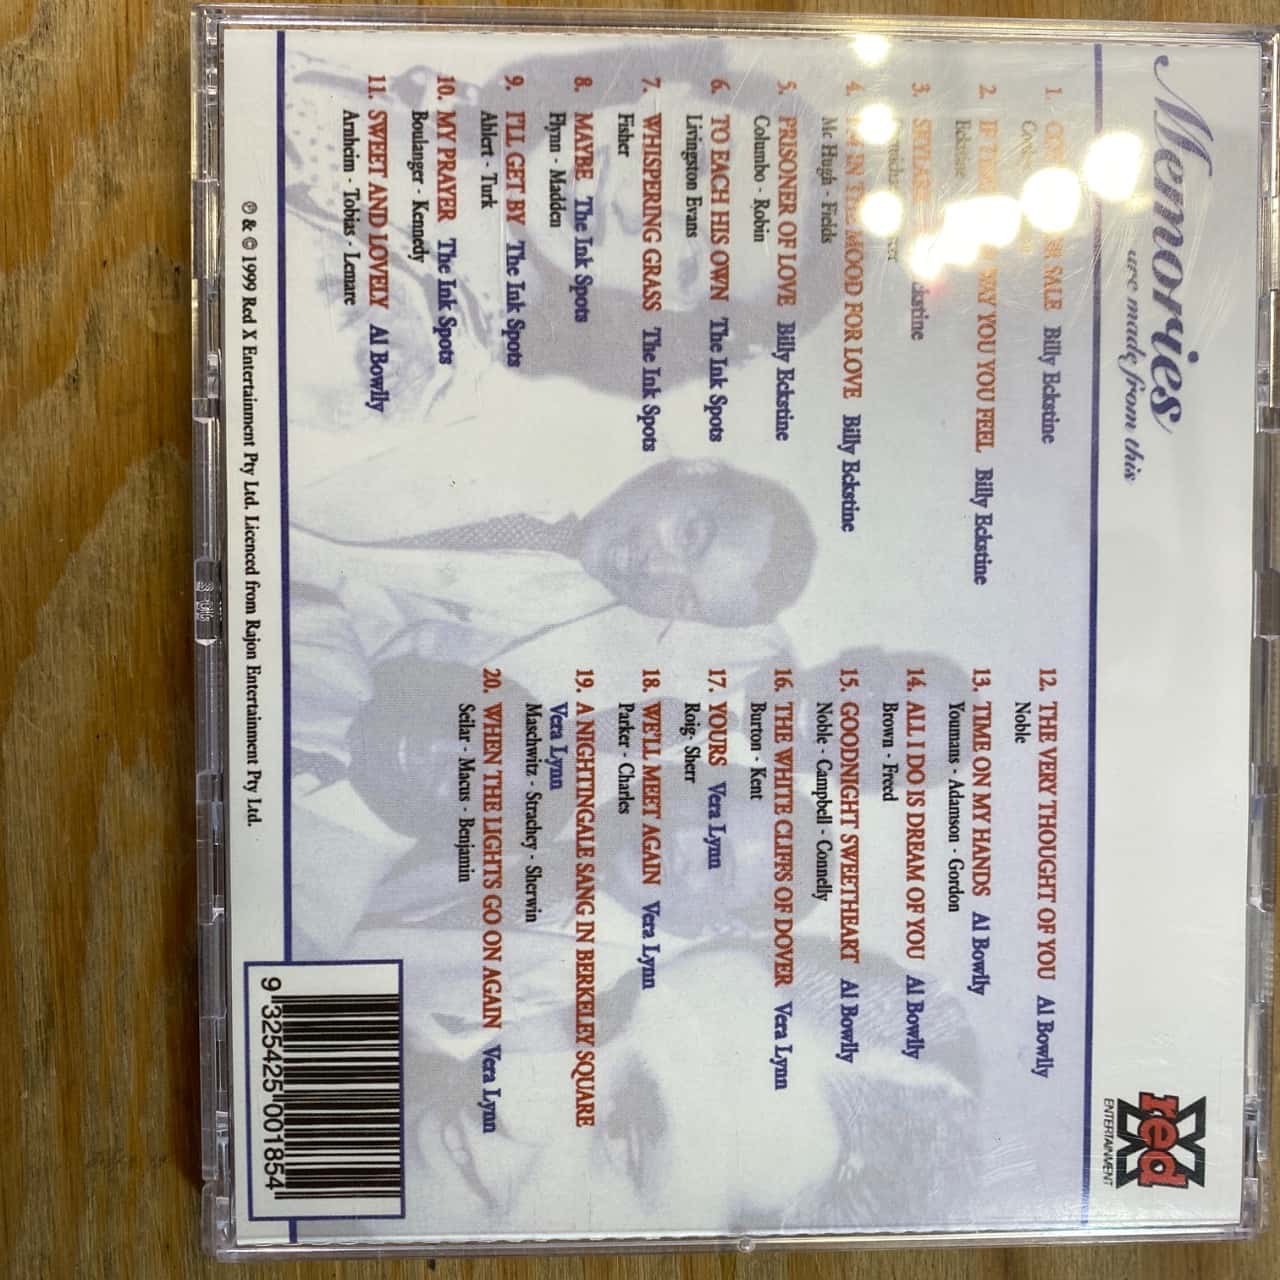 Memories
are made from this
red X
ENTERTAINMENT
1. SALE Billy Eckstine
2. IF WAY YOU YOU FEEL Billy Eckstine
Eckstine
3.
4. IN THE MOOD FOR LOVE Billy Eckstine
Mc Hugh - Fields
5. PRISONER OF LOVE Billy Eckstine
Columbo - Robin
6. TO EACH HIS OWN The Ink Spots
Livingston Evans
7. WHISPERING GRASS The Ink Spots
Fisher
8. MAYBE The Ink Spots
Flynn - Madden
9. I'LL GET BY The Ink Spots
Ahlert - Turk
10. MY PRAYER The Ink Spots
Boulanger - Kennedy
11. SWEET AND LOVELY Al Bowlly
Arnheim - Tobias - Lemare
12. THE VERY THOUGHT OF YOU Al Bowlly
Noble
13. TIME ON MY HANDS Al Bowlly
Youmans - Adamson - Gordon
14. ALL I DO IS DREAM OF YOU Al Bowlly
Brown - Freed
15. GOODNIGHT SWEETHEART Al Bowlly
Noble - Campbell - Connelly
16. THE WHITE CLIFFS OF DOVER Vera Lynn
Burton - Kent
17. YOURS Vera Lynn
Roig- Sherr
18. WE'LL MEET AGAIN Vera Lynn
Parker - Charles
19. A NIGHTINGALE SANG IN BERKELEY SQUARE
Vera Lynn
Maschwitz - Strachey - Sherwin
20. WHEN THE LIGHTS GO ON AGAIN Vera Lynn
Seilar - Macus - Benjamin
℗ & © 1999 Red X Entertainment Pty Ltd. Licenced from Rajon Entertainment Pty Ltd.
9 325425 001854